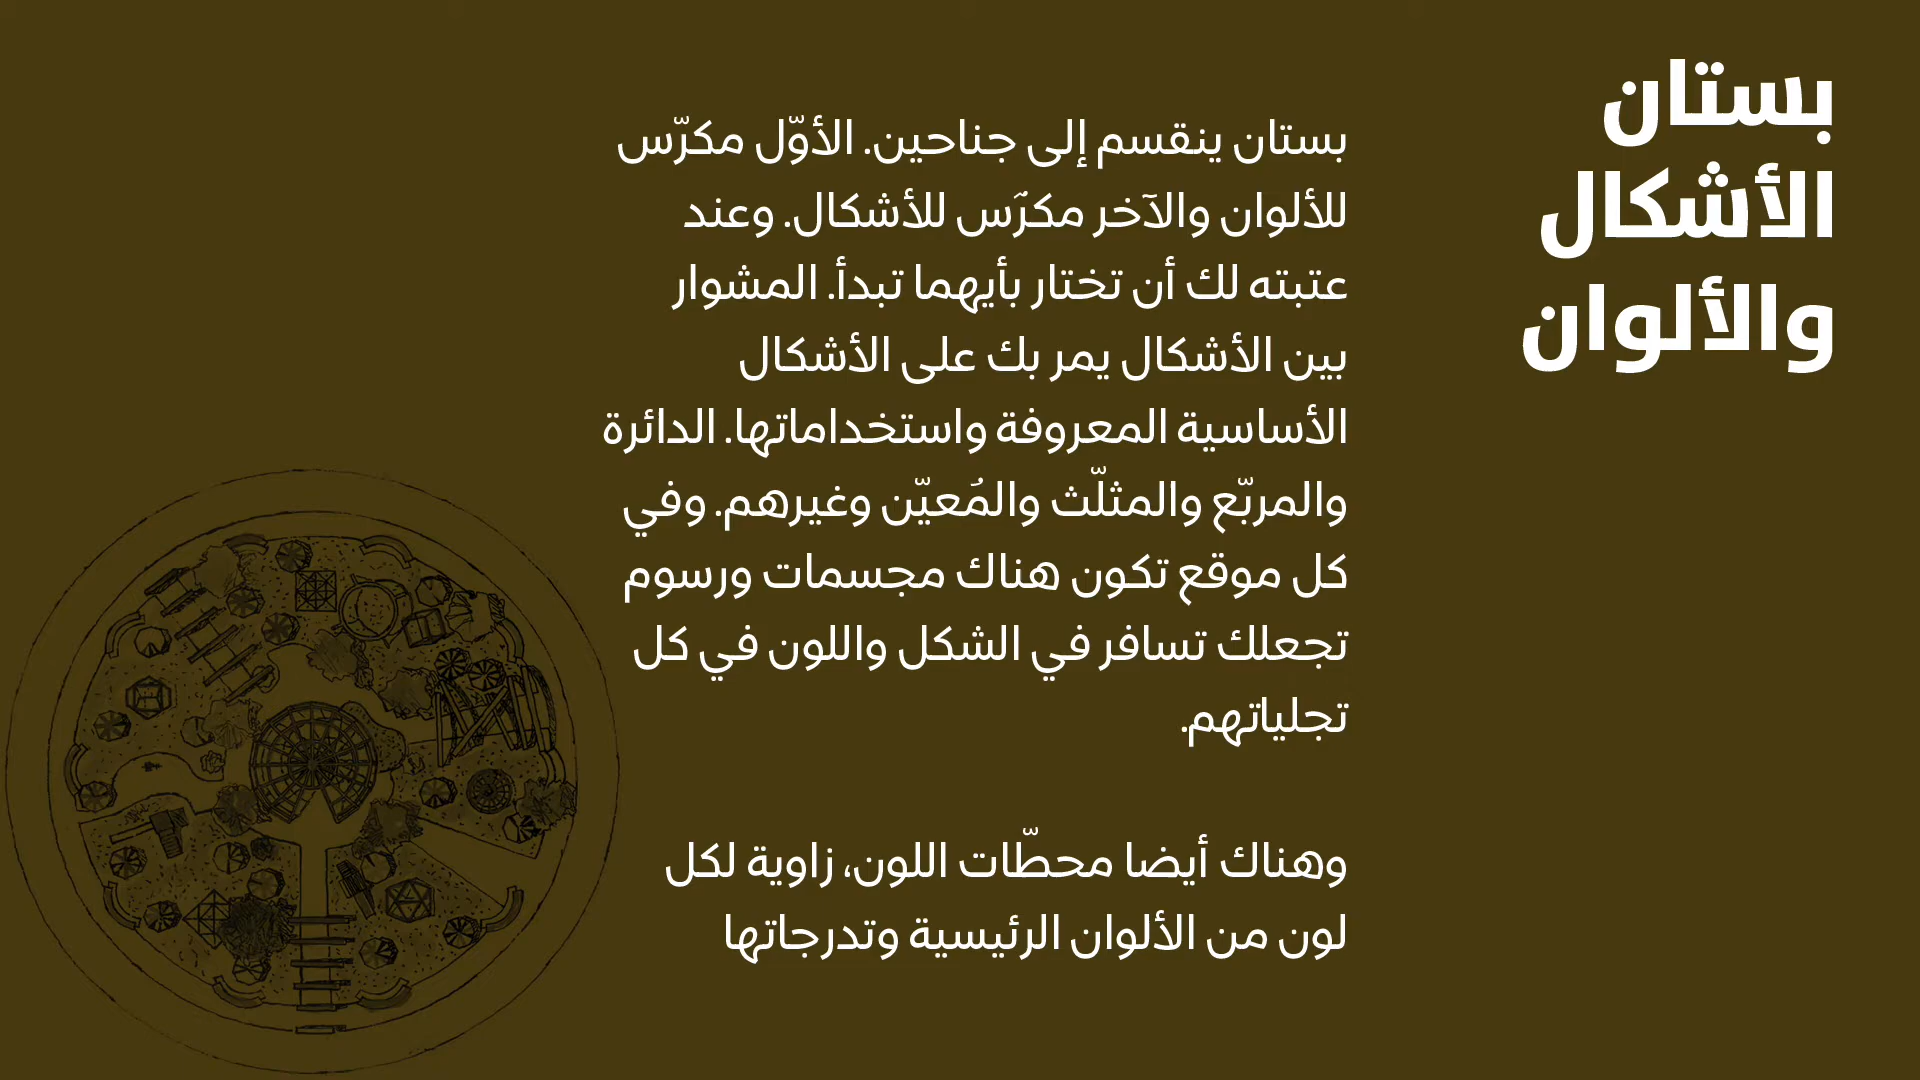 بستان
الأشكال
والألوان
بستان ينقسم إلى جناحين. الأوّل مكرّس
للألوان والآخر مكرَّس للأشكال. وعند
عتبته لك أن تختار بأيهما تبدأ. المشوار
بين الأشكال يمر بك على الأشكال
الأساسية المعروفة واستخداماتها. الدائرة
والمربّع والمثلّث والمُعيّن وغيرهم. وفي
كل موقع تكون هناك مجسمات ورسوم
تجعلك تسافر في الشكل واللون في كل
تجلياتهم.
وهناك أيضا محطّات اللون، زاوية لكل
لون من الألوان الرئيسية وتدرجاتها